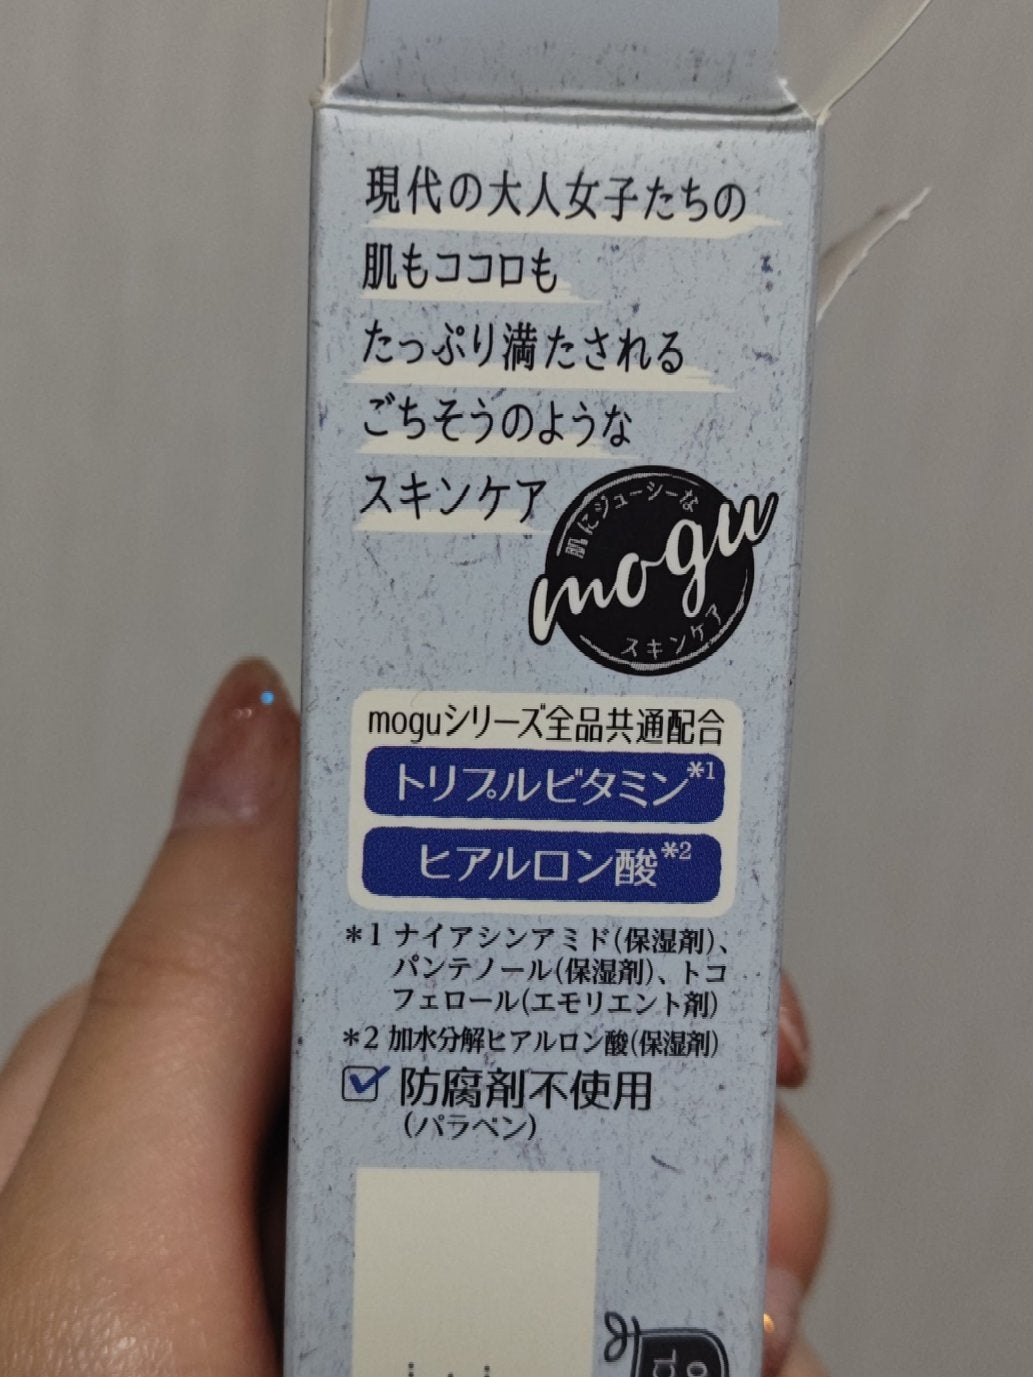 現代の大人女子たちの
肌もココロも
たっぷり満たされる
ごちそうのような
スキンケア
肌にジューシーな
mogu
スキンケア
moguシリーズ全品共通配合
トリプルビタミン*1
ヒアルロン酸*2
*1 ナイアシンアミド(保湿剤)、
パンテノール(保湿剤)、トコ
フェロール(エモリエント剤)
*2 加水分解ヒアルロン酸(保湿剤)
防腐剤不使用
(パラベン)